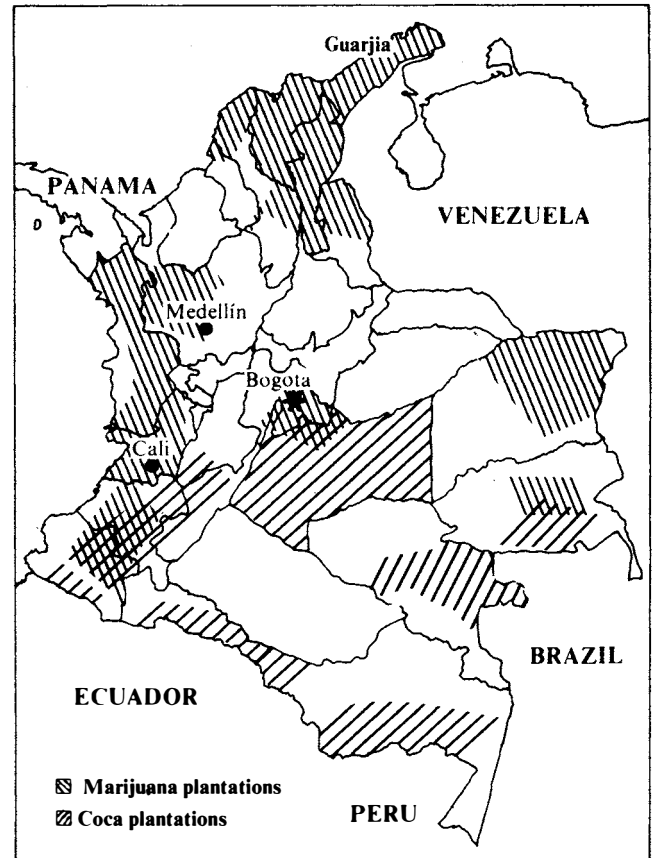 Guarjia
PANAMA
VENEZUELA
Medellín
Bogota
Cali
BRAZIL
ECUADOR
Marijuana plantations
Coca plantations
PERU